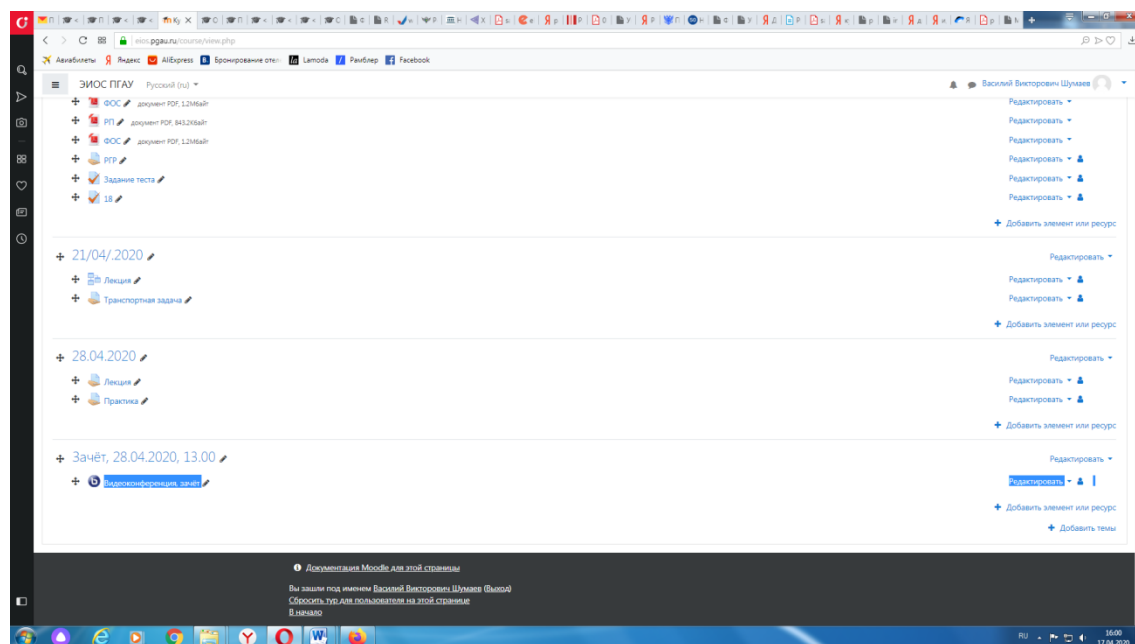 eios.pgau.ru/course/view.php
Авиабилеты Яндекс AliExpress Бронирование отел Lamoda Рамблер Facebook
ЭИОС ПГАУ Русский (ru) Василий Викторович Шумаев
ФОС документ PDF, 1.2Мбайт Редактировать
РП документ PDF, 843.2Кбайт Редактировать
ФОС документ PDF, 1.2Мбайт Редактировать
РГР Редактировать
Задание теста Редактировать
18 Редактировать
Добавить элемент или ресурс
21/04/.2020 Редактировать
Лекция Редактировать
Транспортная задача Редактировать
Добавить элемент или ресурс
28.04.2020 Редактировать
Лекция Редактировать
Практика Редактировать
Добавить элемент или ресурс
Зачёт, 28.04.2020, 13.00 Редактировать
Видеоконференция, зачёт Редактировать
Добавить элемент или ресурс
Добавить темы
Документация Moodle для этой страницы
Вы зашли под именем Василий Викторович Шумаев (Выход)
Сбросить тур для пользователя на этой странице
В начало
RU 16:00
17.04.2020